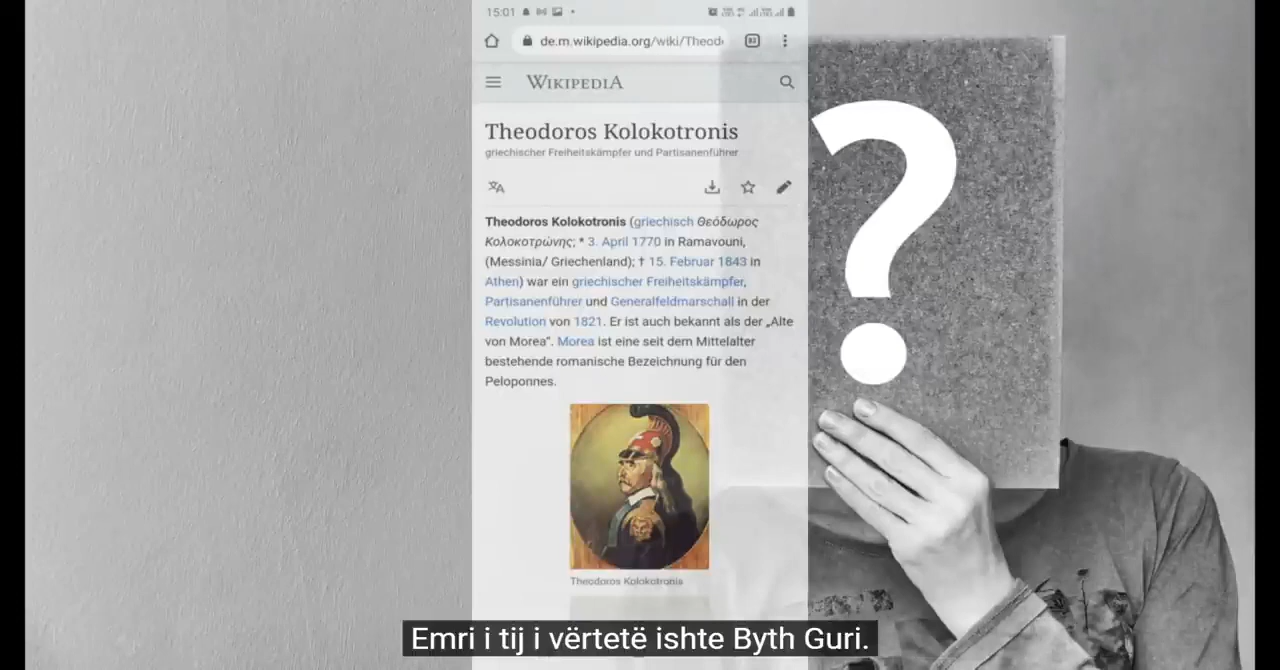 15:01
de.m.wikipedia.org/wiki/Theod
82
WIKIPEDIA
Theodoros Kolokotronis
griechischer Freiheitskämpfer und Partisanenführer
Theodoros Kolokotronis (griechisch Θεόδωρος
Κολοκοτρώνης; * 3. April 1770 in Ramavouni,
(Messinia/ Griechenland); † 15. Februar 1843 in
Athen) war ein griechischer Freiheitskämpfer,
Partisanenführer und Generalfeldmarschall in der
Revolution von 1821. Er ist auch bekannt als der „Alte
von Morea“. Morea ist eine seit dem Mittelalter
bestehende romanische Bezeichnung für den
Peloponnes.
?
Theodoros Kolokotronis
Emri i tij i vërtetë ishte Byth Guri.